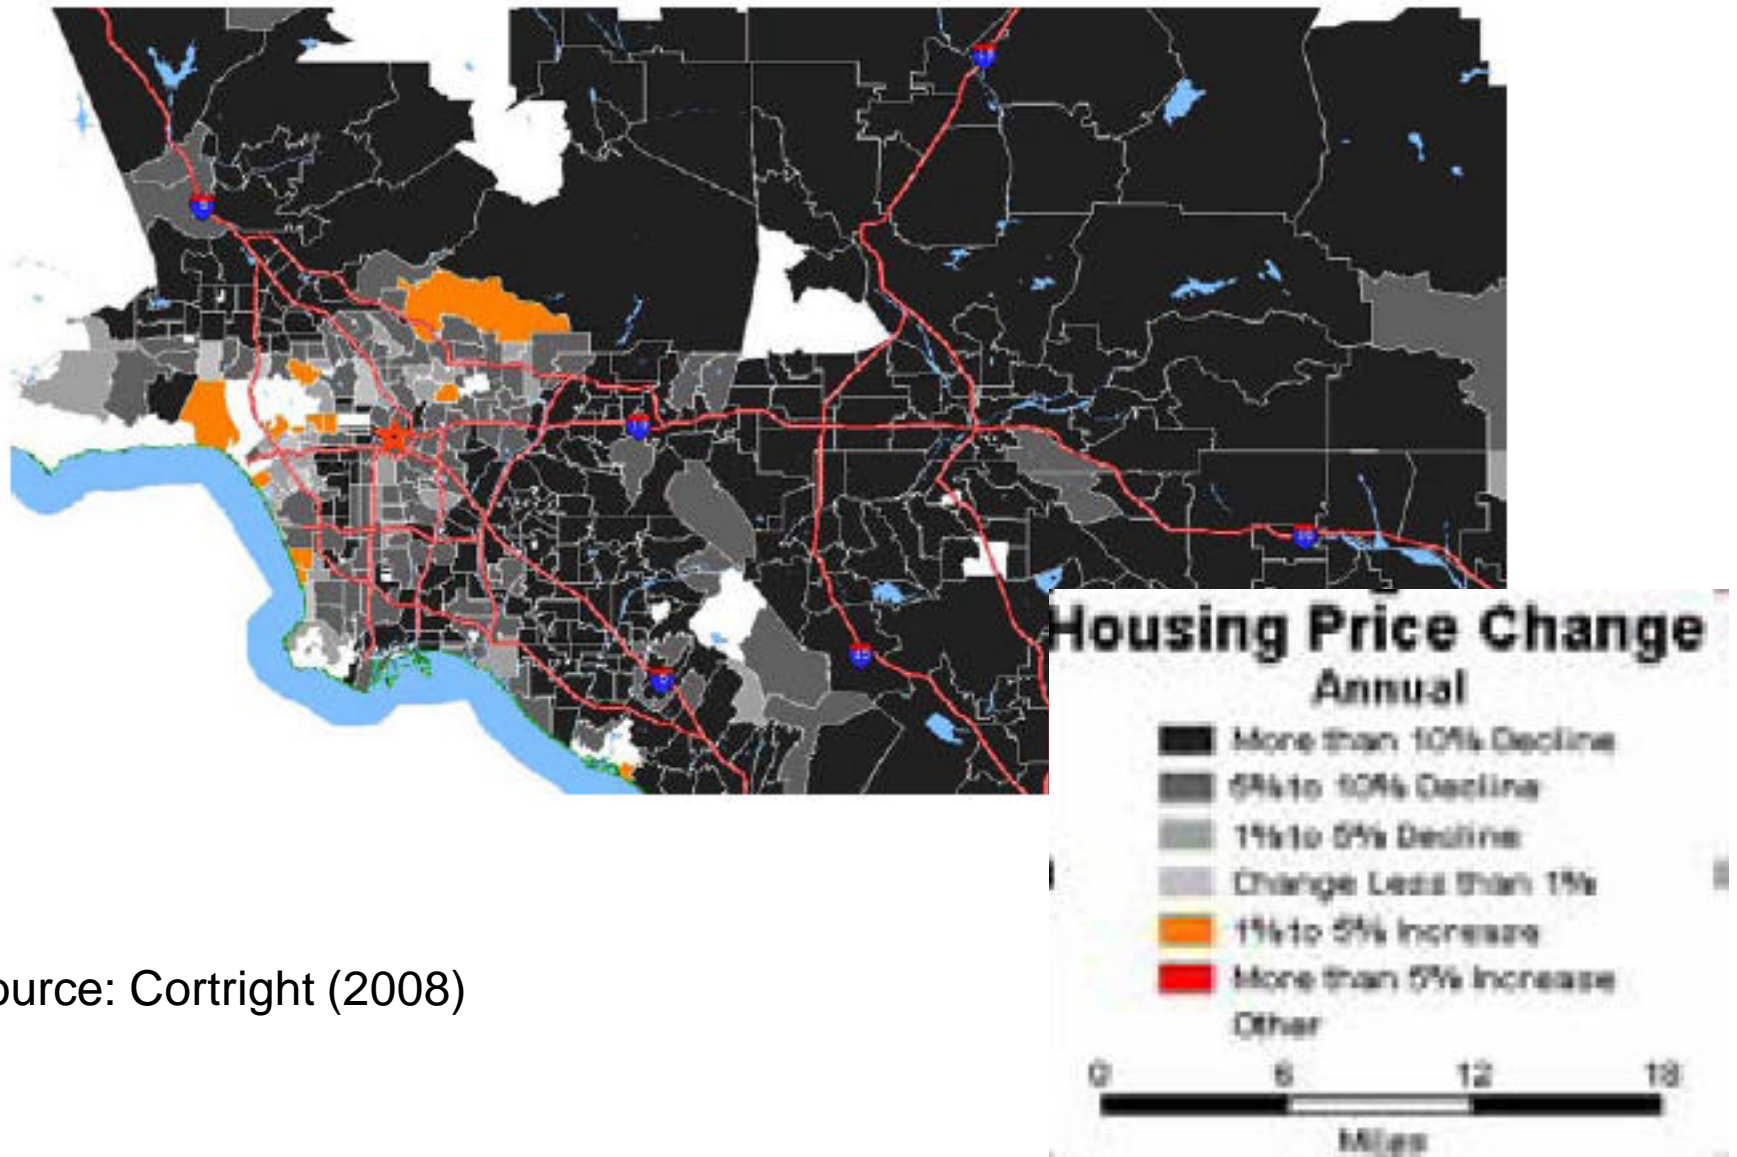 Housing Price Change
Annual
More than 10% Decline
5% to 10% Decline
1% to 5% Decline
Change Less than 1%
1% to 5% Increase
More than 5% Increase
Other
0 6 12 18
Miles
ource: Cortright (2008)